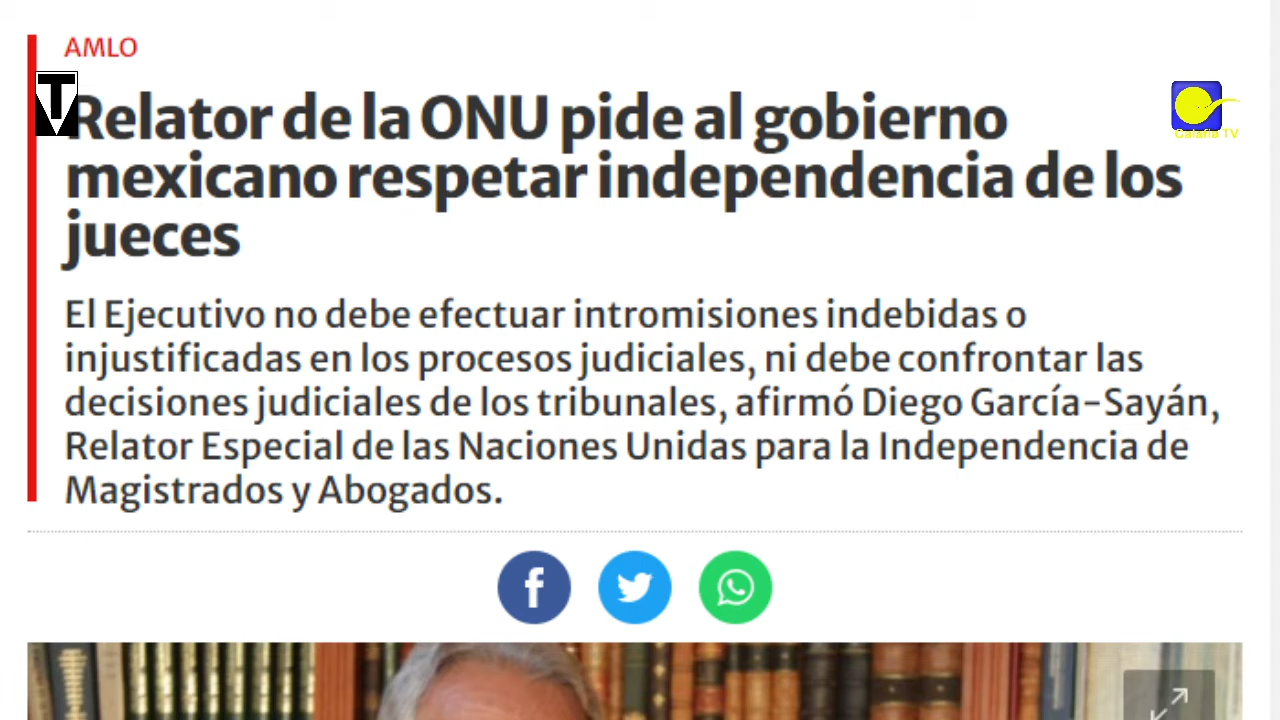 AMLO
T
Relator de la ONU pide al gobierno
Calafia TV
mexicano respetar independencia de los
jueces
El Ejecutivo no debe efectuar intromisiones indebidas o
injustificadas en los procesos judiciales, ni debe confrontar las
decisiones judiciales de los tribunales, afirmó Diego García-Sayán,
Relator Especial de las Naciones Unidas para la Independencia de
Magistrados y Abogados.